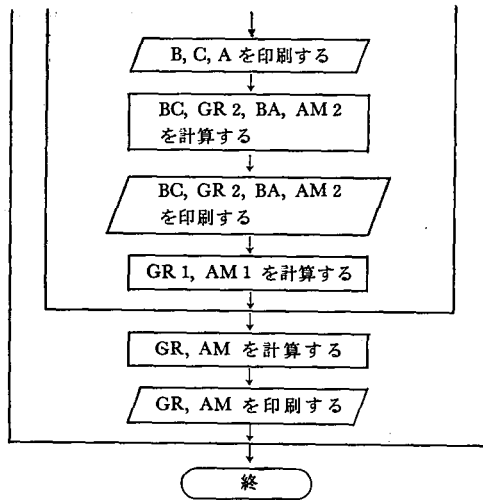 B, C, A を印刷する
BC, GR 2, BA, AM 2
を計算する
BC, GR 2, BA, AM 2
を印刷する
GR 1, AM 1 を計算する
GR, AM を計算する
GR, AM を印刷する
終